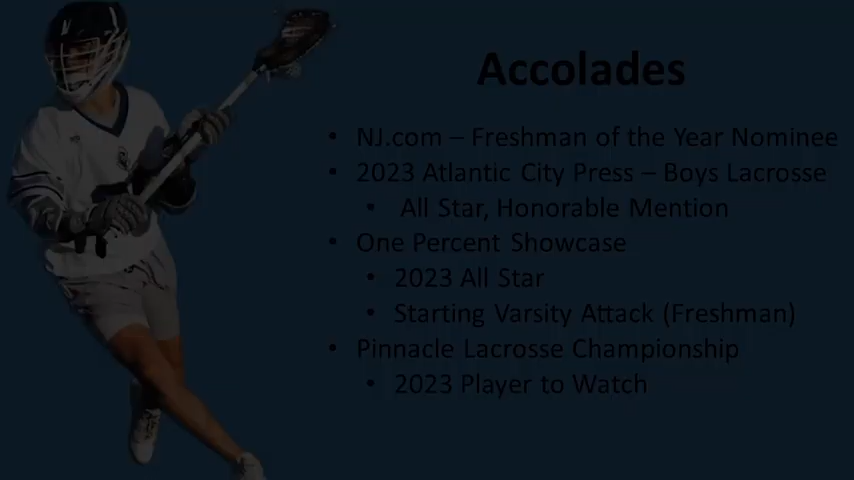 Accolades
• NJ.com – Freshman of the Year Nominee
• 2023 Atlantic City Press – Boys Lacrosse
• All Star, Honorable Mention
• One Percent Showcase
• 2023 All Star
• Starting Varsity Attack (Freshman)
• Pinnacle Lacrosse Championship
• 2023 Player to Watch